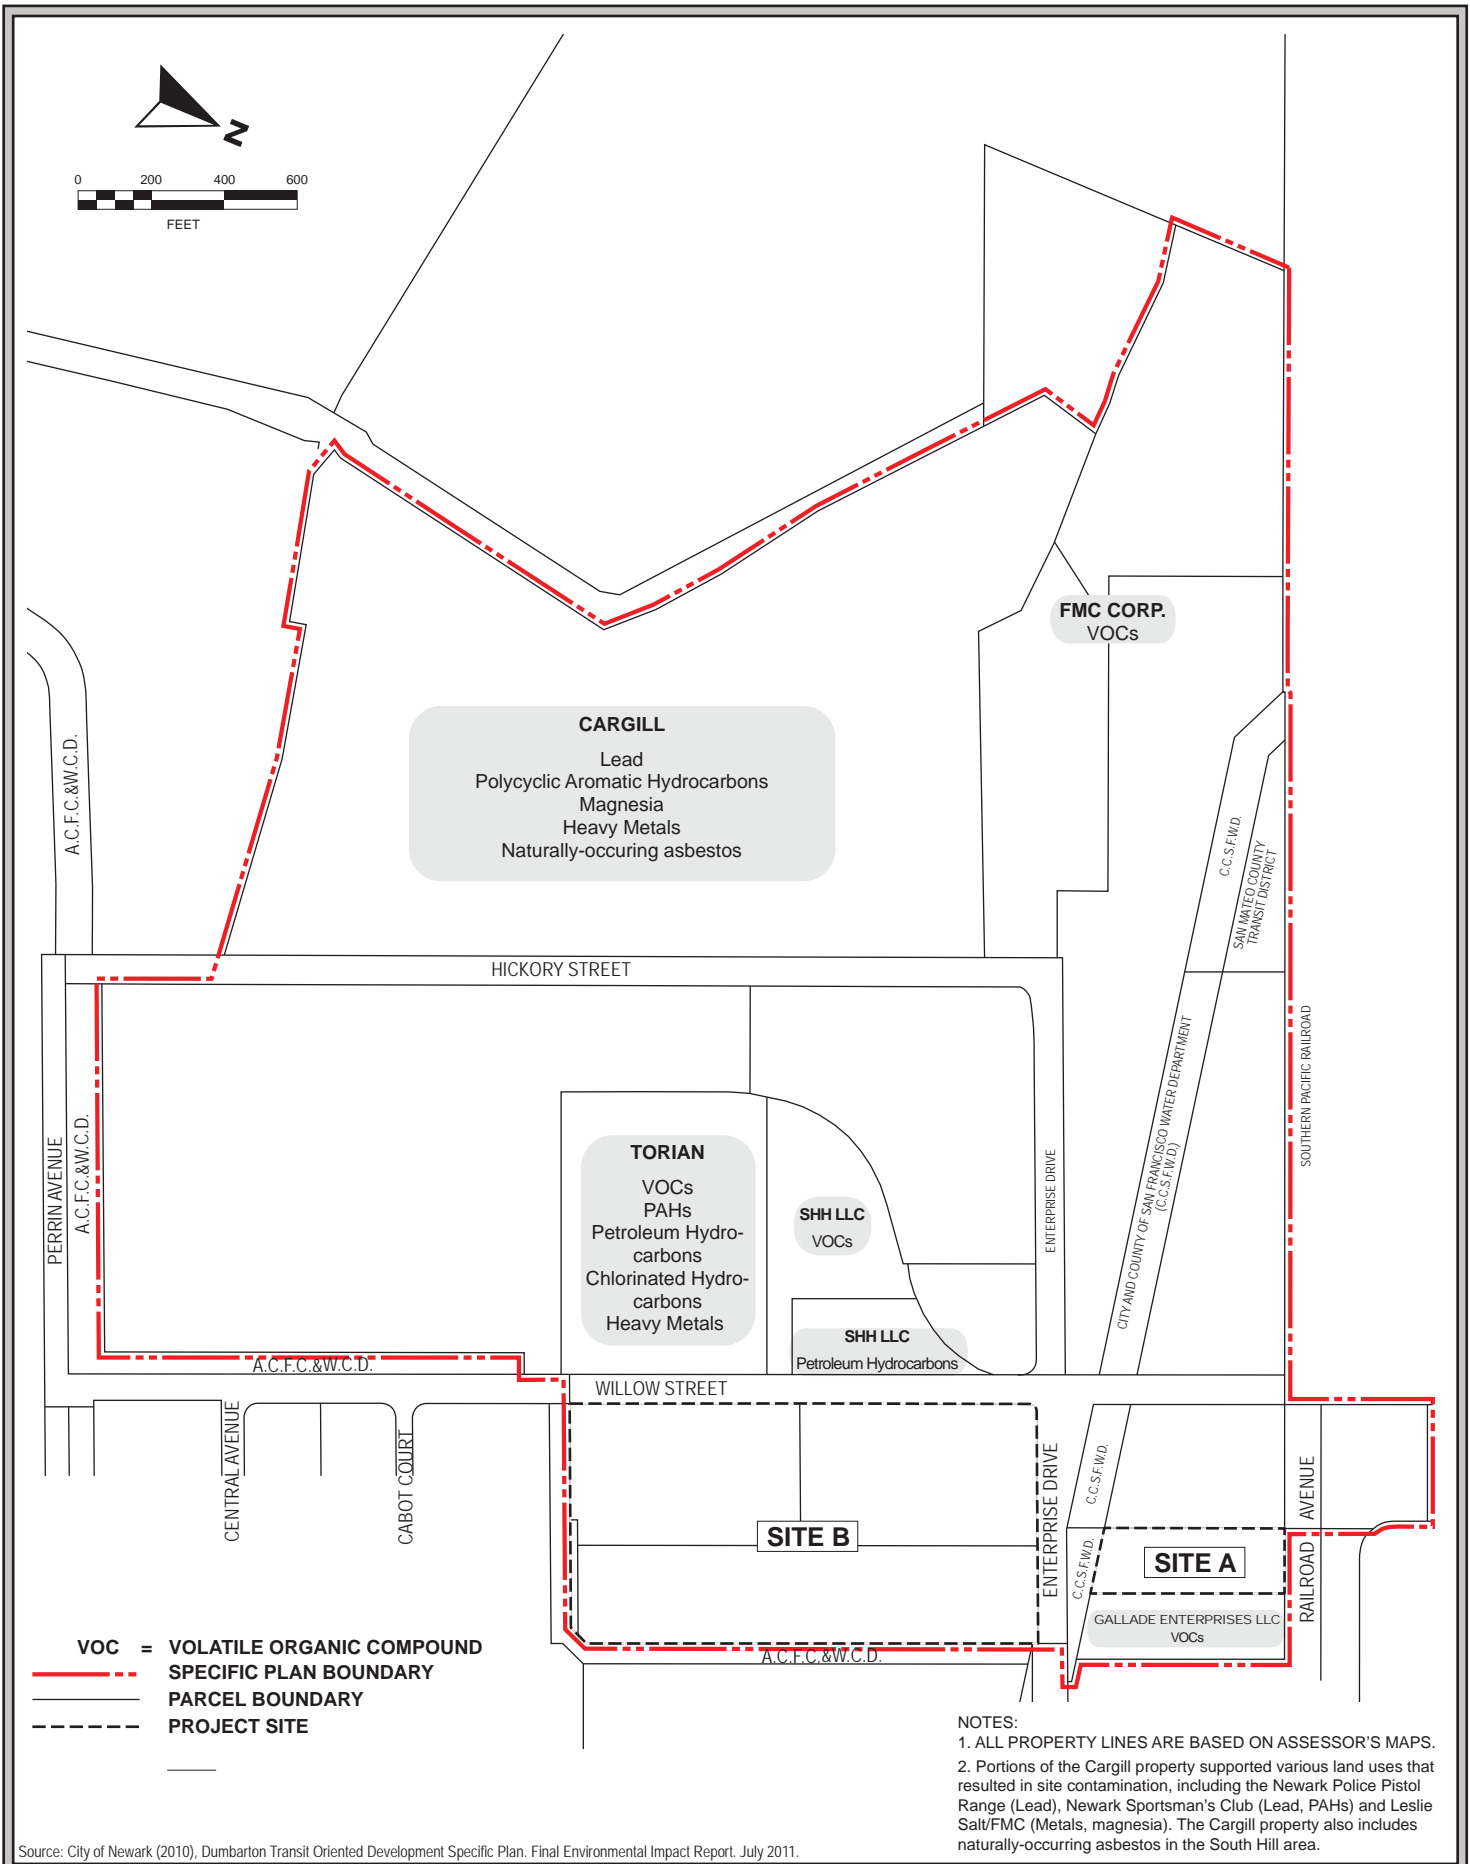 N
0 200 400 600
FEET
FMC CORP.
VOCs
CARGILL
Lead
Polycyclic Aromatic Hydrocarbons
Magnesia
Heavy Metals
Naturally-occuring asbestos
A.C.F.C.&W.C.D.
C.C.S.F.W.D.
SAN MATEO COUNTY
TRANSIT DISTRICT
HICKORY STREET
PERRIN AVENUE
A.C.F.C.&W.C.D.
TORIAN
VOCs
PAHs
Petroleum Hydro-
carbons
Chlorinated Hydro-
carbons
Heavy Metals
SHH LLC
VOCs
SHH LLC
Petroleum Hydrocarbons
ENTERPRISE DRIVE
CITY AND COUNTY OF SAN FRANCISCO WATER DEPARTMENT
(C.C.S.F.W.D.)
SOUTHERN PACIFIC RAILROAD
A.C.F.C.&W.C.D.
WILLOW STREET
CENTRAL AVENUE
CABOT COURT
SITE B
ENTERPRISE DRIVE
C.C.S.F.W.D.
C.C.S.F.W.D.
SITE A
GALLADE ENTERPRISES LLC
VOCs
RAILROAD AVENUE
A.C.F.C.&W.C.D.
VOC = VOLATILE ORGANIC COMPOUND
SPECIFIC PLAN BOUNDARY
PARCEL BOUNDARY
PROJECT SITE
NOTES:
1. ALL PROPERTY LINES ARE BASED ON ASSESSOR'S MAPS.
2. Portions of the Cargill property supported various land uses that
resulted in site contamination, including the Newark Police Pistol
Range (Lead), Newark Sportsman's Club (Lead, PAHs) and Leslie
Salt/FMC (Metals, magnesia). The Cargill property also includes
naturally-occurring asbestos in the South Hill area.
Source: City of Newark (2010), Dumbarton Transit Oriented Development Specific Plan. Final Environmental Impact Report. July 2011.